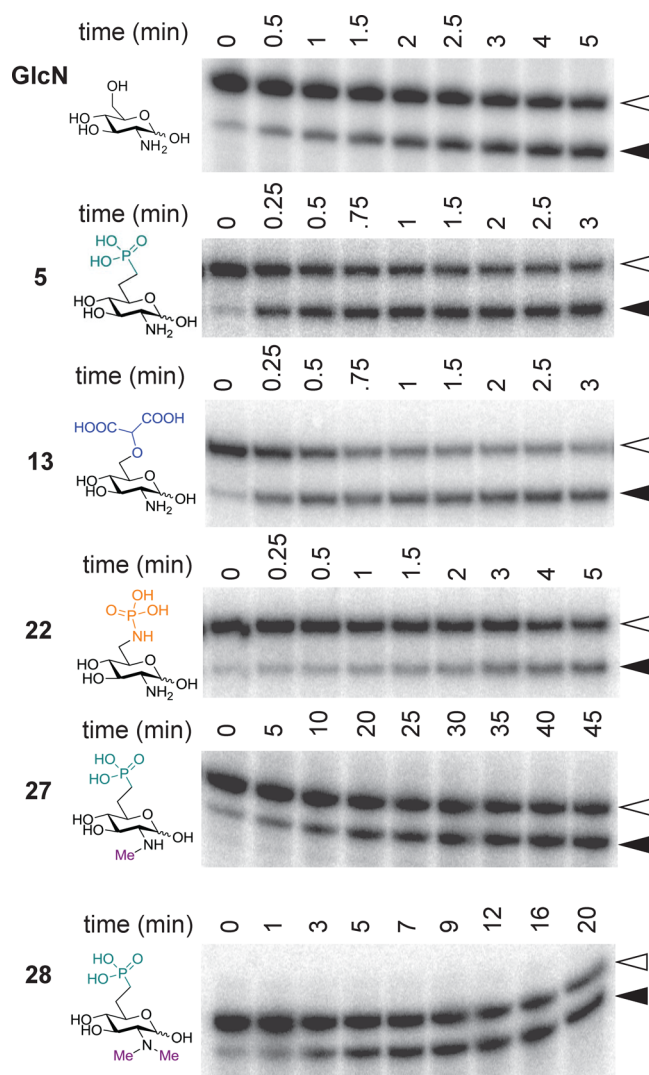 time (min) 0 0.5 1 1.5 2 2.5 3 4 5
GlcN
OH
HO
HO
O
OH
NH2
time (min) 0 0.25 0.5 .75 1 1.5 2 2.5 3
HO O
HO P
5
HO
HO
O
OH
NH2
time (min) 0 0.25 0.5 .75 1 1.5 2 2.5 3
HOOC COOH
13
O
HO
HO
O
OH
NH2
time (min) 0 0.25 0.5 1 1.5 2 3 4 5
OH
O P OH
22
NH
HO
HO
O
OH
NH2
time (min) 0 5 10 20 25 30 35 40 45
HO O
HO P
27
HO
HO
O
OH
NH
Me
time (min) 0 1 3 5 7 9 12 16 20
HO O
HO P
28
HO
HO
O
OH
N
Me Me